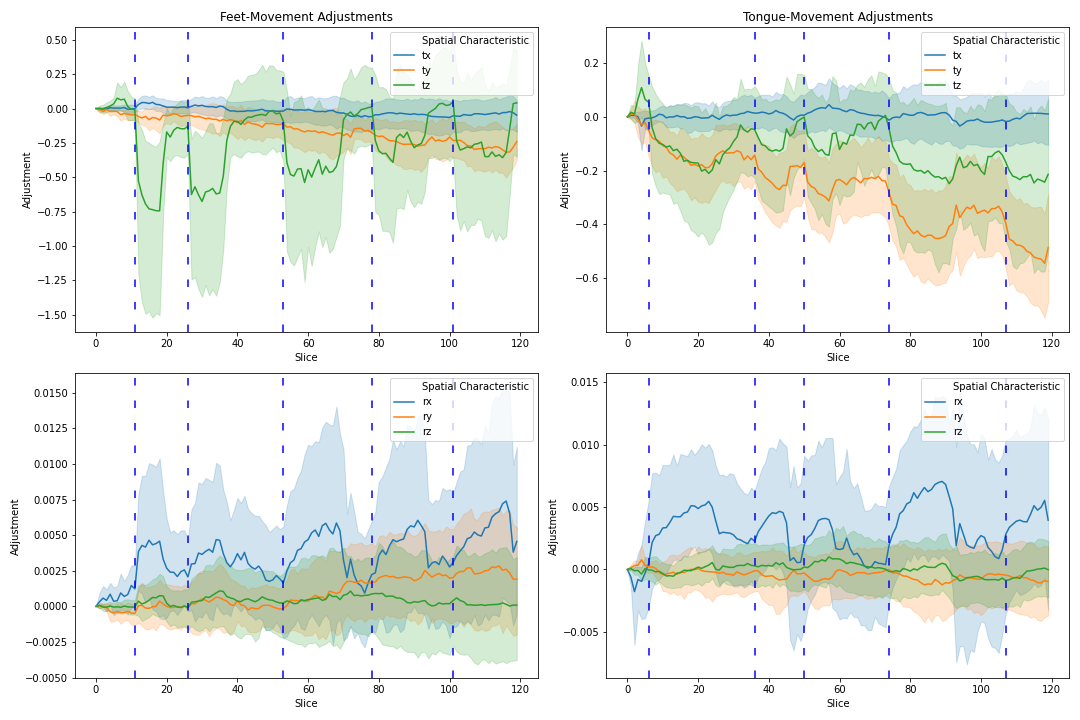 Feet-Movement Adjustments
Spatial Characteristic
tx
ty
tz
0.50
0.25
0.00
−0.25
−0.50
−0.75
−1.00
−1.25
−1.50
Adjustment
0 20 40 60 80 100 120
Slice
Tongue-Movement Adjustments
Spatial Characteristic
tx
ty
tz
0.2
0.0
−0.2
−0.4
−0.6
Adjustment
0 20 40 60 80 100 120
Slice
Spatial Characteristic
rx
ry
rz
0.0150
0.0125
0.0100
0.0075
0.0050
0.0025
0.0000
−0.0025
−0.0050
Adjustment
0 20 40 60 80 100 120
Slice
Spatial Characteristic
rx
ry
rz
0.015
0.010
0.005
0.000
−0.005
Adjustment
0 20 40 60 80 100 120
Slice